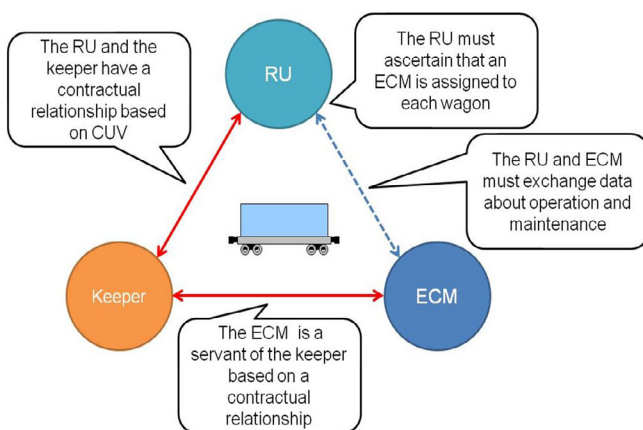 The RU and the
keeper have a
contractual
relationship based
on CUV
RU
The RU must
ascertain that an
ECM is assigned to
each wagon
The RU and ECM
must exchange data
about operation and
maintenance
Keeper
ECM
The ECM is a
servant of the keeper
based on a
contractual
relationship